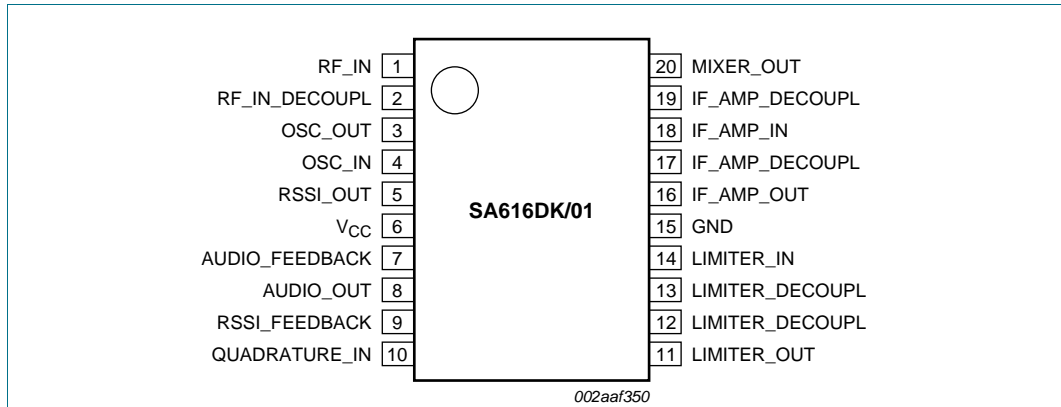 RF_IN 1
RF_IN_DECOUPL 2
OSC_OUT 3
OSC_IN 4
RSSI_OUT 5
VCC 6
AUDIO_FEEDBACK 7
AUDIO_OUT 8
RSSI_FEEDBACK 9
QUADRATURE_IN 10
SA616DK/01
20 MIXER_OUT
19 IF_AMP_DECOUPL
18 IF_AMP_IN
17 IF_AMP_DECOUPL
16 IF_AMP_OUT
15 GND
14 LIMITER_IN
13 LIMITER_DECOUPL
12 LIMITER_DECOUPL
11 LIMITER_OUT
002aaf350